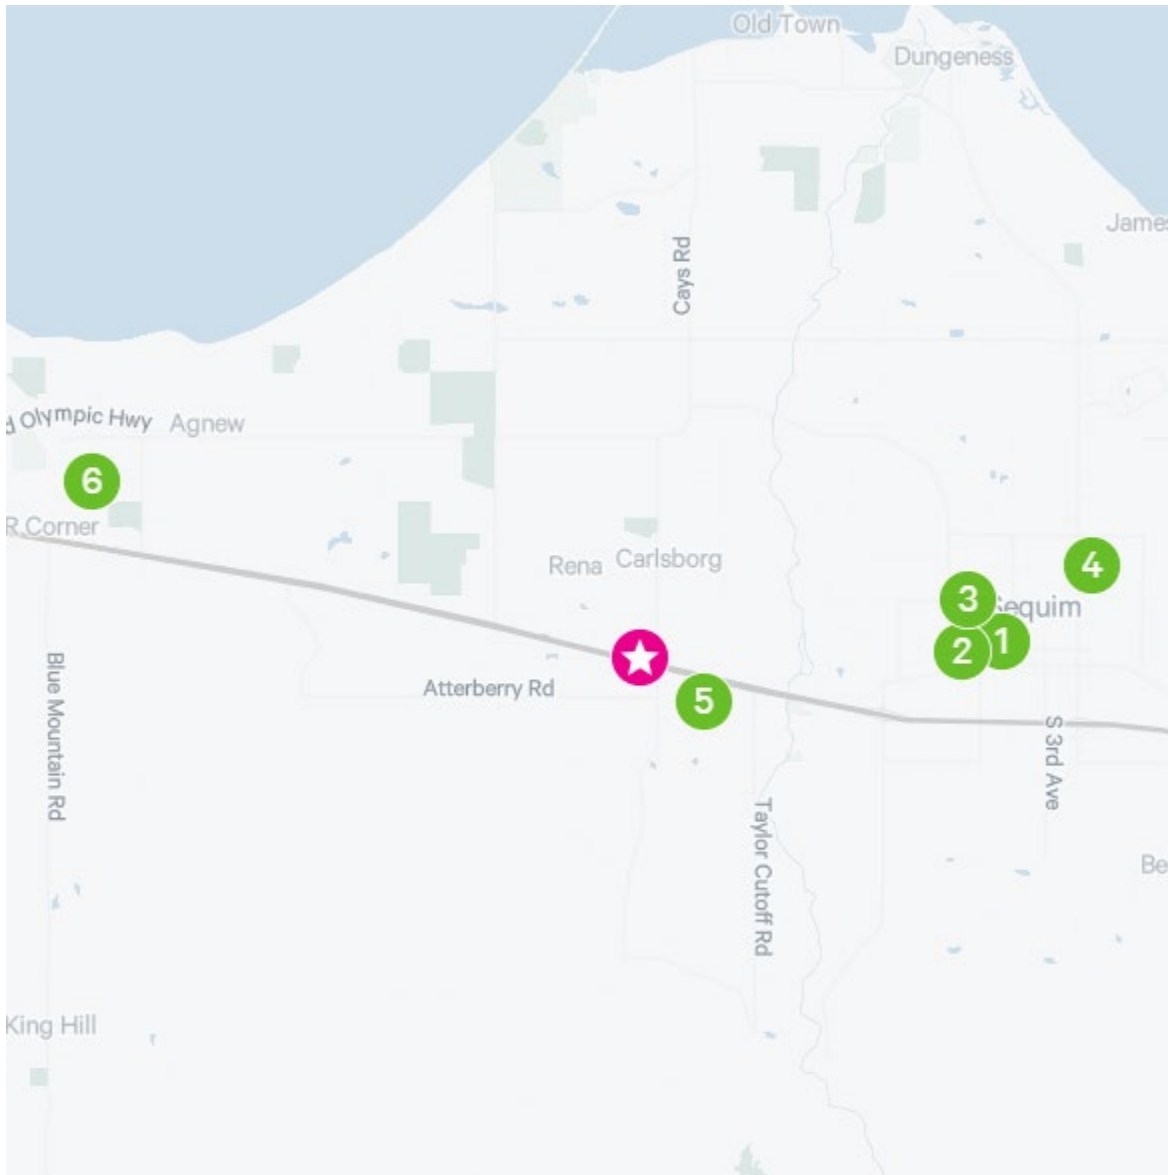 Old Town
Dungeness
James
Cays Rd
d Olympic Hwy
Agnew
6
R Corner
Rena
Carlsborg
4
3
Sequim
1
2
Atterberry Rd
5
Blue Mountain Rd
S 3rd Ave
Taylor Cutoff Rd
Be
King Hill